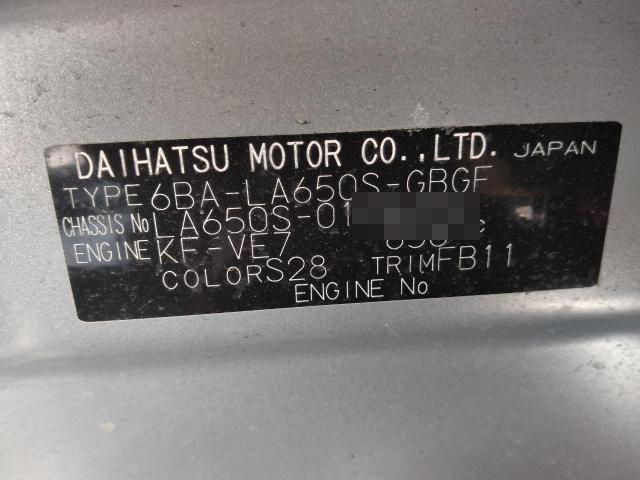 DAIHATSU MOTOR CO.,LTD. JAPAN
TYPE 6BA-LA650S-GBGF
CHASSIS No LA650S-01
ENGINE KF-VE7
COLOR S28 TRIM FB11
ENGINE No